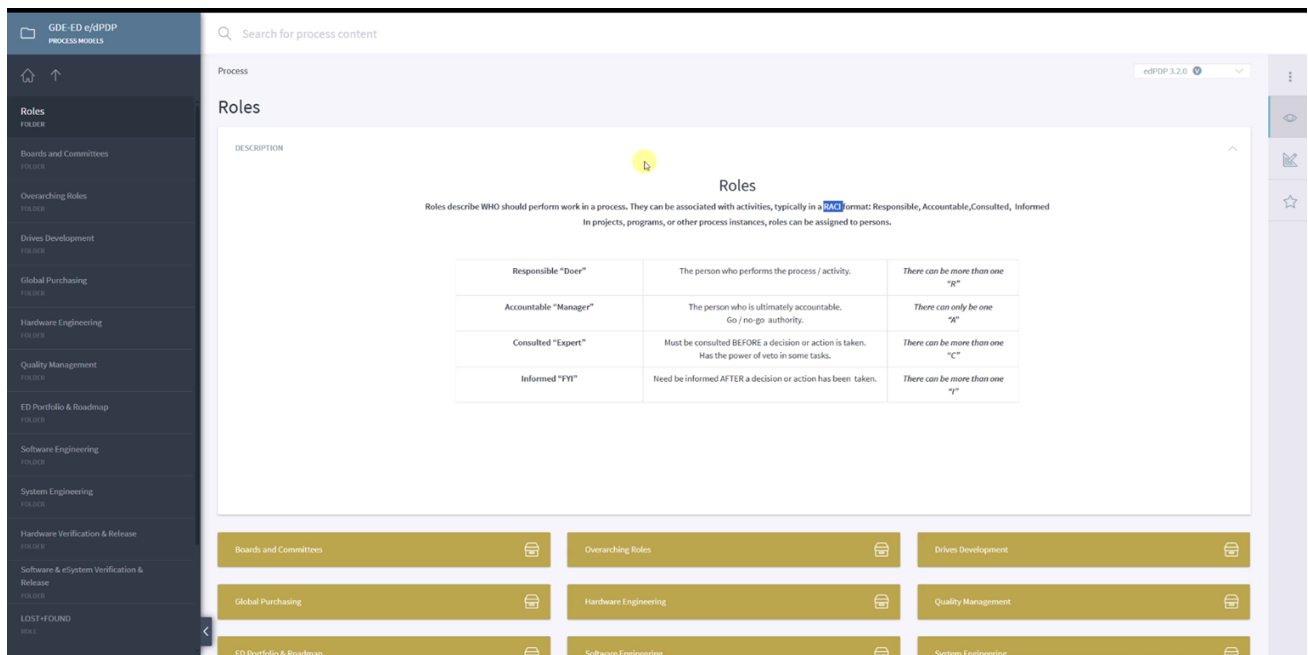 GDE-ED e/dPDP
PROCESS MODELS
Search for process content
Process
edPDP 3.2.0
Roles
FOLDER
Boards and Committees
FOLDER
Overarching Roles
FOLDER
Drives Development
FOLDER
Global Purchasing
FOLDER
Hardware Engineering
FOLDER
Quality Management
FOLDER
ED Portfolio & Roadmap
FOLDER
Software Engineering
FOLDER
System Engineering
FOLDER
Hardware Verification & Release
FOLDER
Software & eSystem Verification &
Release
FOLDER
LOST+FOUND
ROLE
Roles
DESCRIPTION
Roles
Roles describe WHO should perform work in a process. They can be associated with activities, typically in a RACI format: Responsible, Accountable,Consulted, Informed
In projects, programs, or other process instances, roles can be assigned to persons.
Responsible “Doer” The person who performs the process / activity. There can be more than one
“R”
Accountable “Manager” The person who is ultimately accountable. There can only be one
Go / no-go authority. “A”
Consulted “Expert” Must be consulted BEFORE a decision or action is taken. There can be more than one
Has the power of veto in some tasks. “C”
Informed “FYI” Need be informed AFTER a decision or action has been taken. There can be more than one
“I”
Boards and Committees
Overarching Roles
Drives Development
Global Purchasing
Hardware Engineering
Quality Management
ED Portfolio & Roadmap
Software Engineering
System Engineering